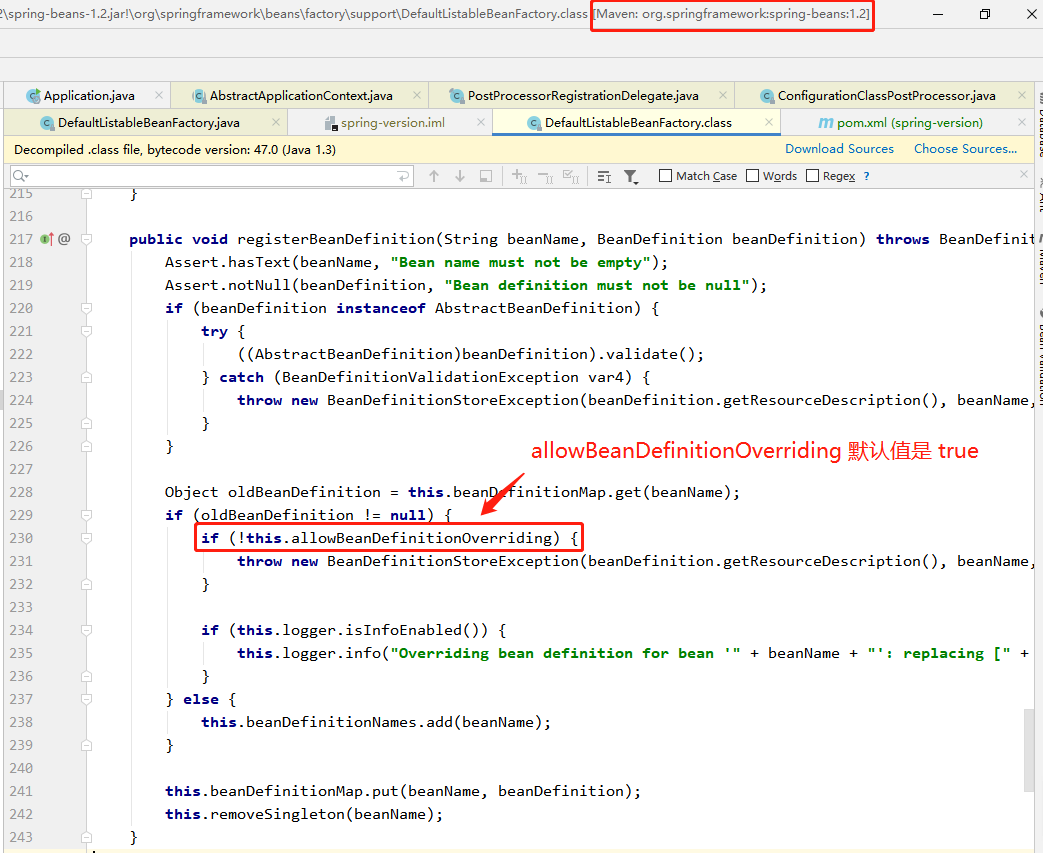 2\spring-beans-1.2.jar!\org\springframework\beans\factory\support\DefaultListableBeanFactory.class [Maven: org.springframework:spring-beans:1.2]
Application.java AbstractApplicationContext.java PostProcessorRegistrationDelegate.java ConfigurationClassPostProcessor.java
DefaultListableBeanFactory.java spring-version.iml DefaultListableBeanFactory.class pom.xml (spring-version)
Decompiled .class file, bytecode version: 47.0 (Java 1.3) Download Sources Choose Sources...
Match Case Words Regex ?
215 }
216
217 public void registerBeanDefinition(String beanName, BeanDefinition beanDefinition) throws BeanDefinit
218 Assert.hasText(beanName, "Bean name must not be empty");
219 Assert.notNull(beanDefinition, "Bean definition must not be null");
220 if (beanDefinition instanceof AbstractBeanDefinition) {
221 try {
222 ((AbstractBeanDefinition)beanDefinition).validate();
223 } catch (BeanDefinitionValidationException var4) {
224 throw new BeanDefinitionStoreException(beanDefinition.getResourceDescription(), beanName,
225 }
226 }
227
allowBeanDefinitionOverriding 默认值是 true
228 Object oldBeanDefinition = this.beanDefinitionMap.get(beanName);
229 if (oldBeanDefinition != null) {
230 if (!this.allowBeanDefinitionOverriding) {
231 throw new BeanDefinitionStoreException(beanDefinition.getResourceDescription(), beanName,
232 }
233
234 if (this.logger.isInfoEnabled()) {
235 this.logger.info("Overriding bean definition for bean '" + beanName + "': replacing [" +
236 }
237 } else {
238 this.beanDefinitionNames.add(beanName);
239 }
240
241 this.beanDefinitionMap.put(beanName, beanDefinition);
242 this.removeSingleton(beanName);
243 }